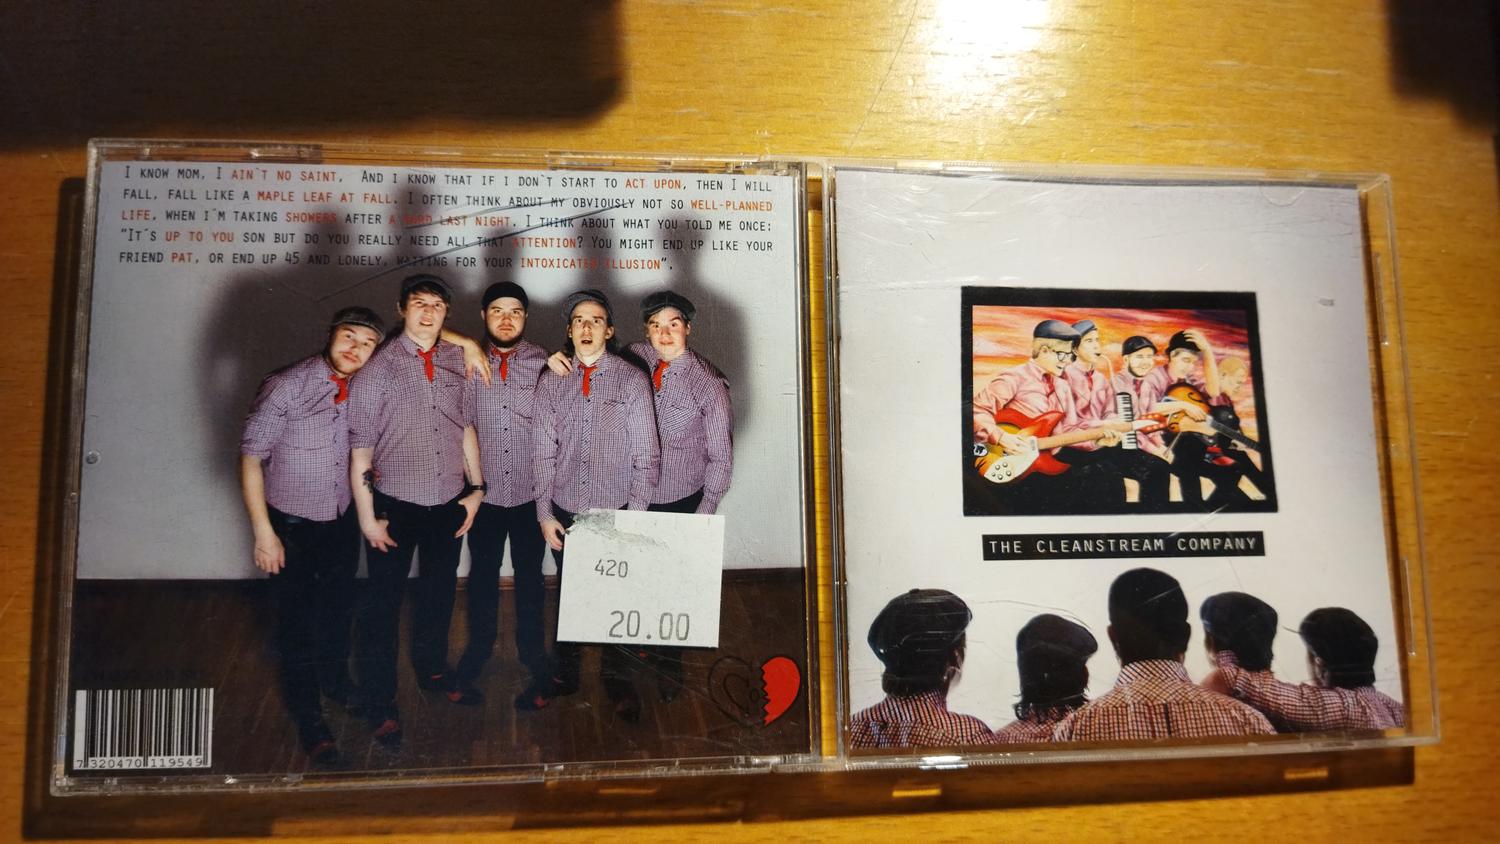 I KNOW MOM, I AIN`T NO SAINT, AND I KNOW THAT IF I DON`T START TO ACT UPON, THEN I WILL
FALL, FALL LIKE A MAPLE LEAF AT FALL. I OFTEN THINK ABOUT MY OBVIOUSLY NOT SO WELL-PLANNED
LIFE, WHEN I´M TAKING SHOWERS AFTER A HARD LAST NIGHT. I THINK ABOUT WHAT YOU TOLD ME ONCE:
"IT´S UP TO YOU SON BUT DO YOU REALLY NEED ALL THAT ATTENTION? YOU MIGHT END UP LIKE YOUR
FRIEND PAT, OR END UP 45 AND LONELY, WAITING FOR YOUR INTOXICATED ILLUSION",
420
20.00
7 320470 119549
THE CLEANSTREAM COMPANY